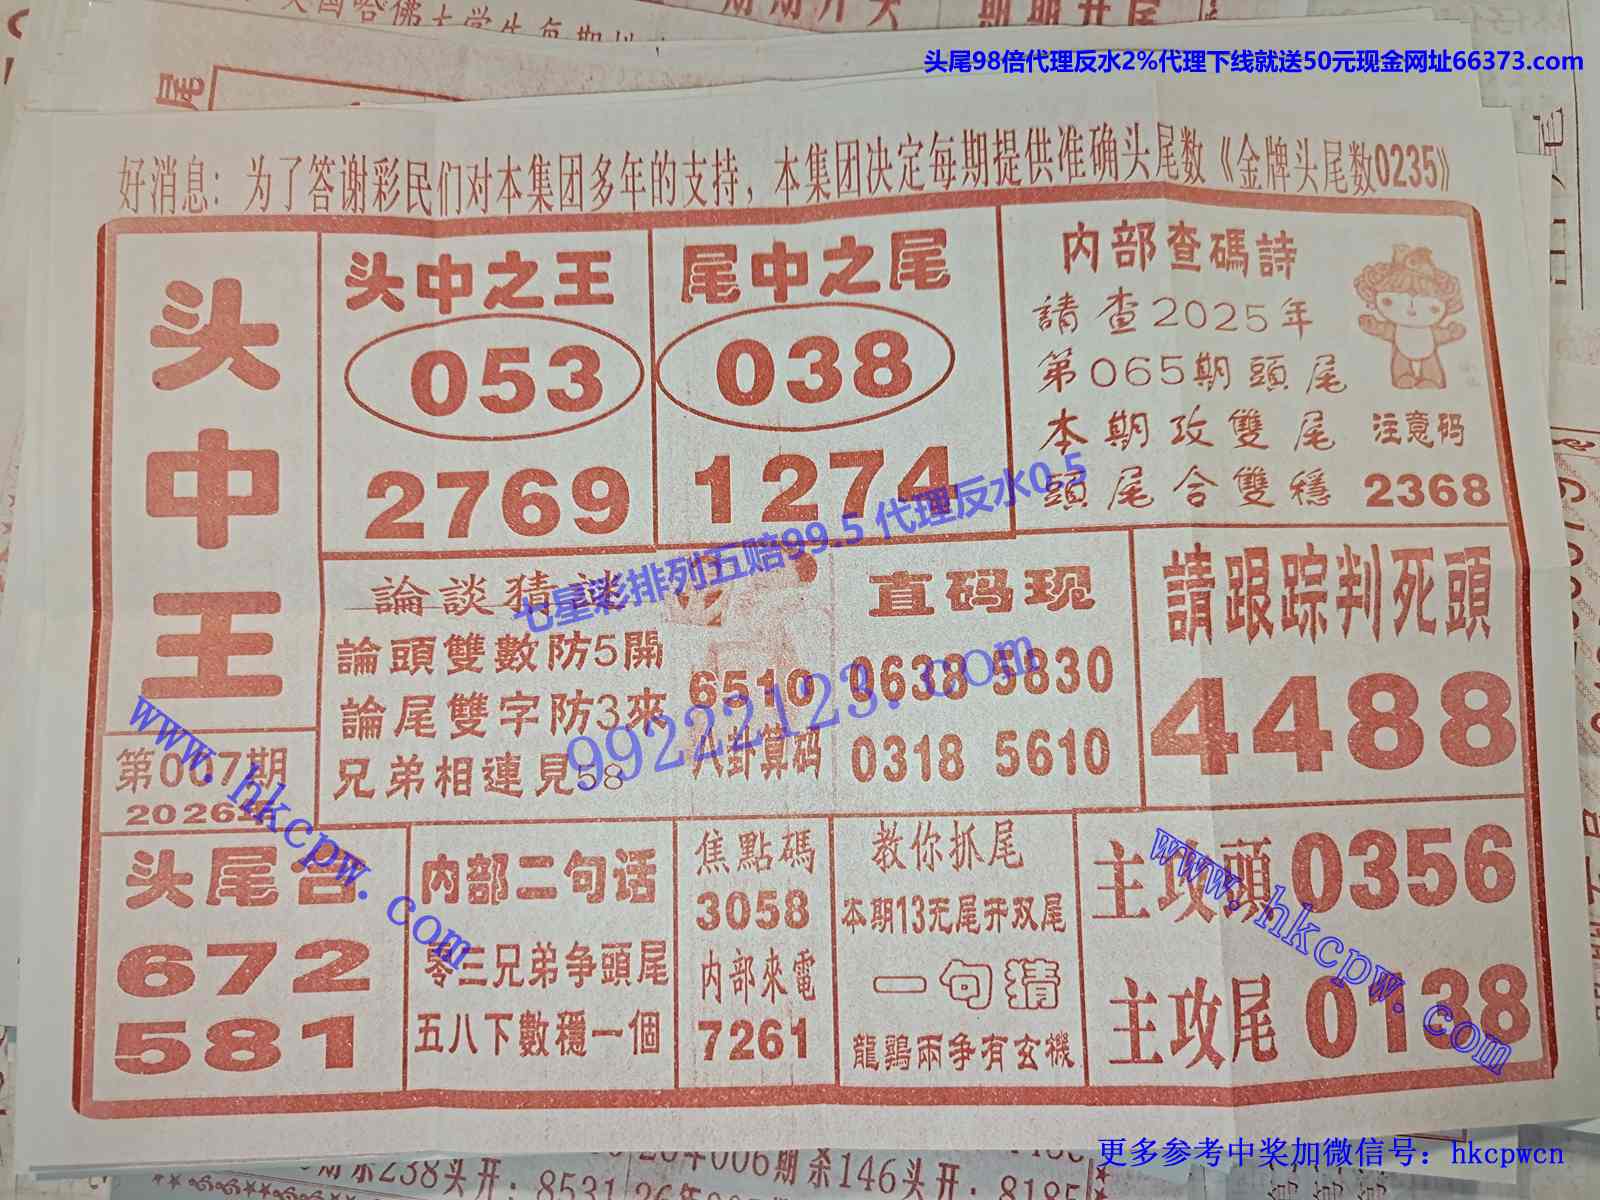 头尾98倍代理反水2%代理下线就送50元现金网址66373.com
好消息：为了答谢彩民们对本集团多年的支持，本集团决定每期提供准确头尾数《金牌头尾数0235》
头中王
第007期
头中之王
053
2769
尾中之尾
038
1274
内部查碼詩
請查2025年
第065期頭尾
本期攻雙尾
頭尾合雙穩
注意码
2368
七星彩排列五赔99.5 代理反水0.5
論談猜謎
論頭雙數防5開
論尾雙字防3來
兄弟相連見58
6510
八卦算码
直码现
0638 5830
0318 5610
99222123.com
請跟踪判死頭
4488
头尾合
672
581
内部二句话
零三兄弟争頭尾
五八下數穩一個
焦點碼
3058
内部來電
7261
教你抓尾
本期13无尾开双尾
一句猜
龍鷄兩争有玄機
主攻頭 0356
主攻尾 0138
www.hkcpw.com
www.hkcpw.com
更多参考中奖加微信号：hkcpwcn